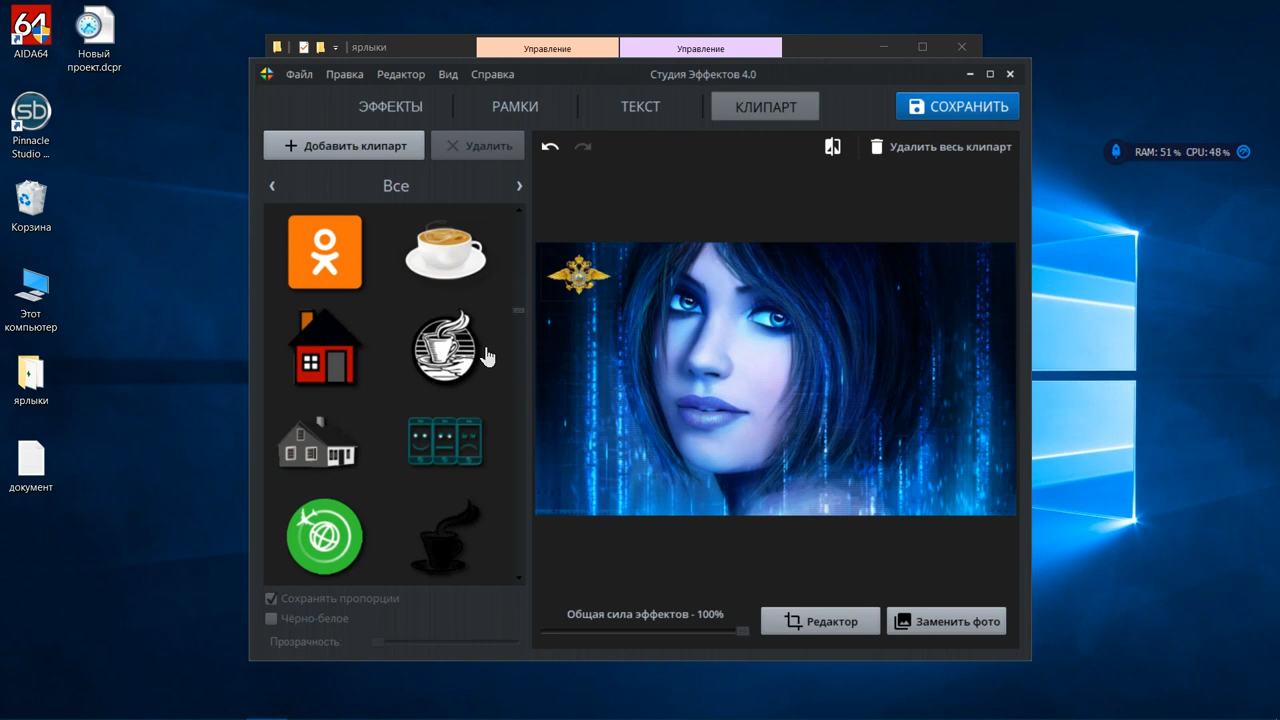 AIDA64
Новый
проект.dcpr
Pinnacle
Studio ...
Корзина
Этот
компьютер
ярлыки
документ
ярлыки
Управление
Управление
Файл
Правка
Редактор
Вид
Справка
Студия Эффектов 4.0
ЭФФЕКТЫ
РАМКИ
ТЕКСТ
КЛИПАРТ
СОХРАНИТЬ
Добавить клипарт
Удалить
Удалить весь клипарт
Все
Сохранять пропорции
Чёрно-белое
Прозрачность:
Общая сила эффектов - 100%
Редактор
Заменить фото
RAM: 51 % CPU: 48 %
64
sb